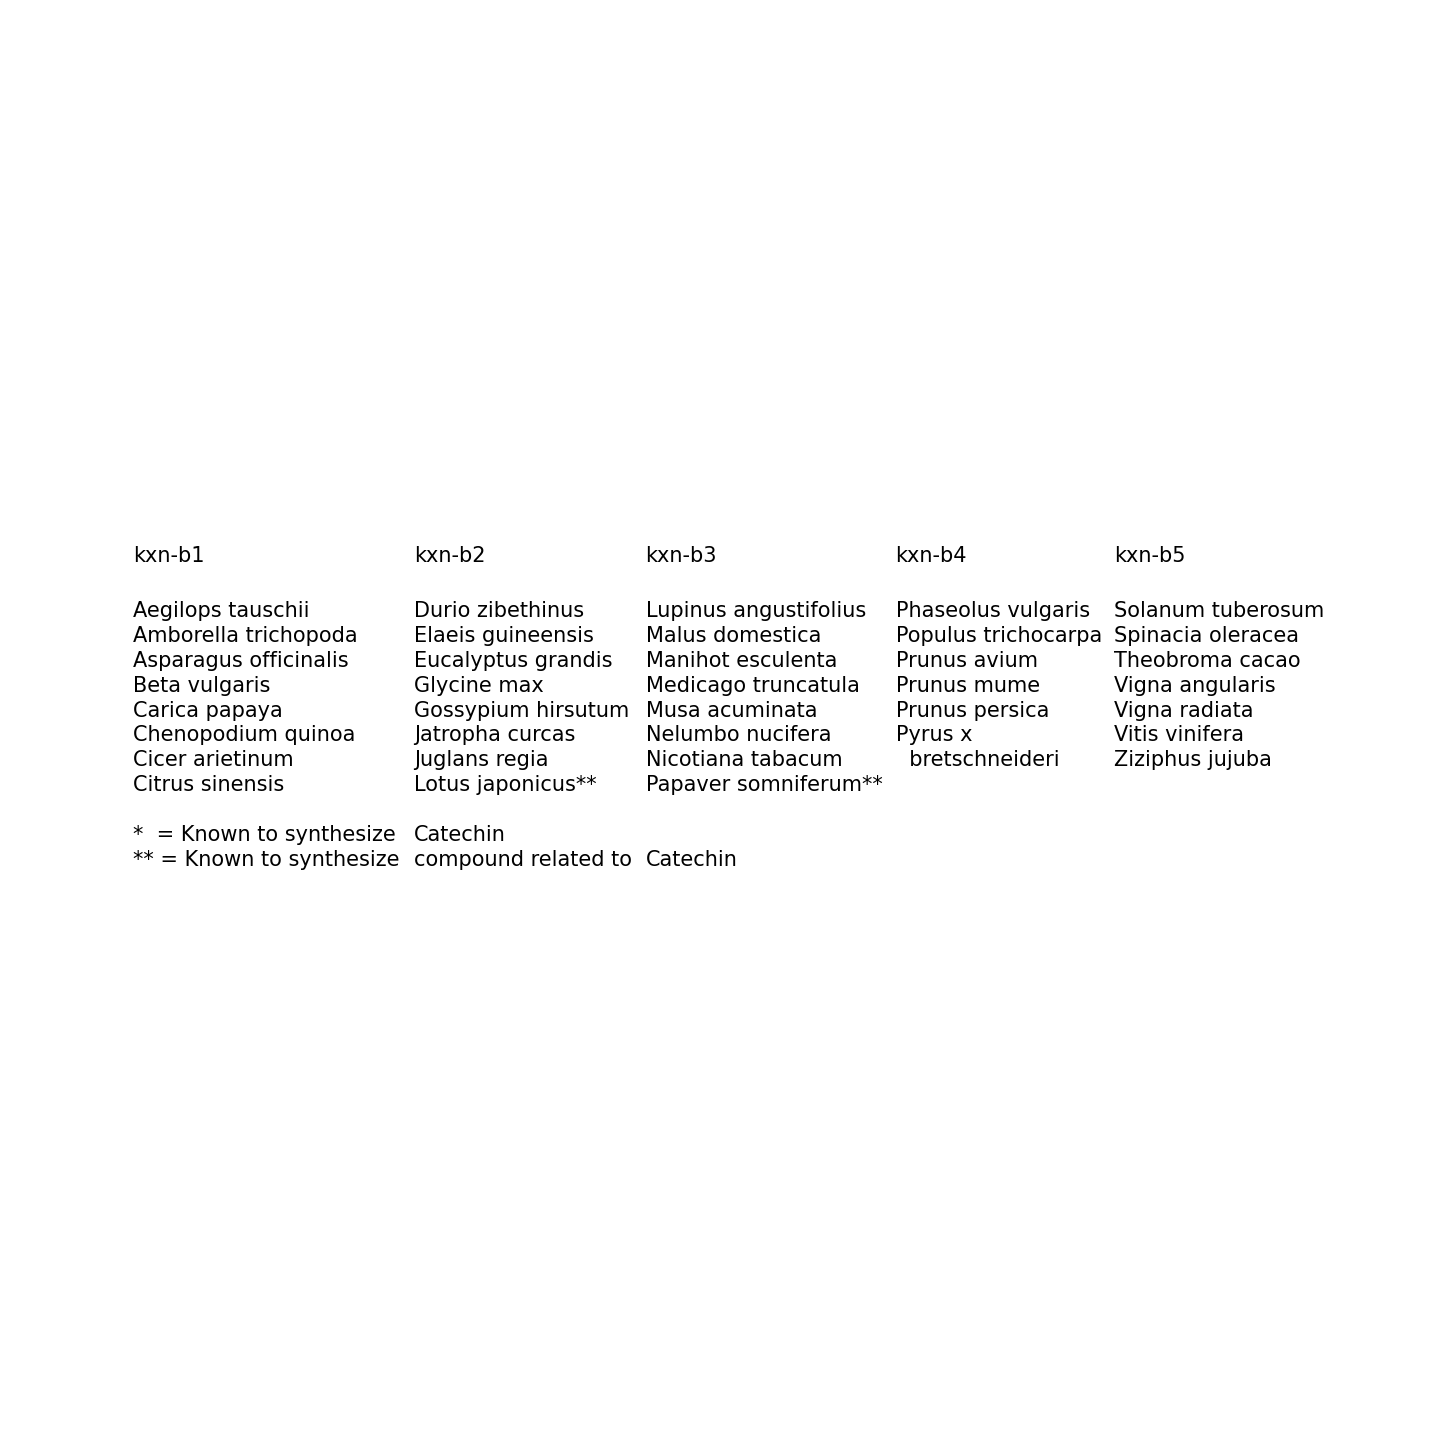 kxn-b1 kxn-b2 kxn-b3 kxn-b4 kxn-b5
Aegilops tauschii Durio zibethinus Lupinus angustifolius Phaseolus vulgaris Solanum tuberosum
Amborella trichopoda Elaeis guineensis Malus domestica Populus trichocarpa Spinacia oleracea
Asparagus officinalis Eucalyptus grandis Manihot esculenta Prunus avium Theobroma cacao
Beta vulgaris Glycine max Medicago truncatula Prunus mume Vigna angularis
Carica papaya Gossypium hirsutum Musa acuminata Prunus persica Vigna radiata
Chenopodium quinoa Jatropha curcas Nelumbo nucifera Pyrus x Vitis vinifera
Cicer arietinum Juglans regia Nicotiana tabacum bretschneideri Ziziphus jujuba
Citrus sinensis Lotus japonicus** Papaver somniferum**
* = Known to synthesize Catechin
** = Known to synthesize compound related to Catechin